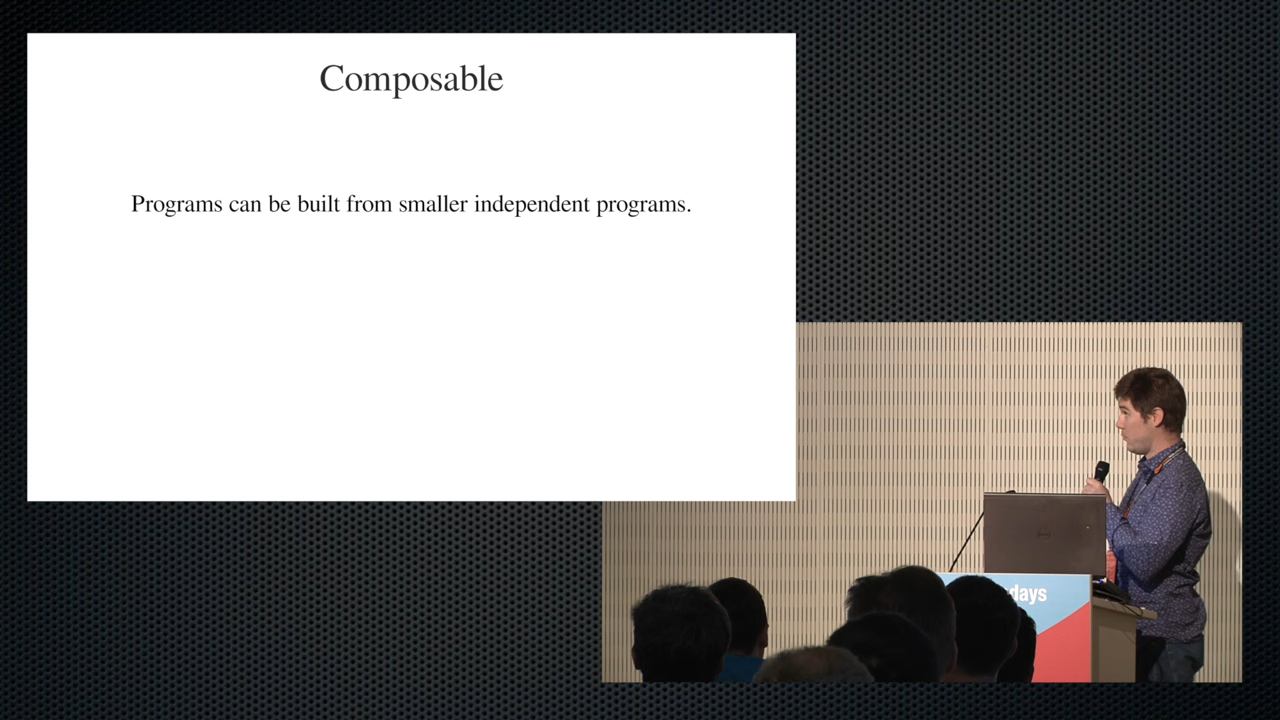 Composable
Programs can be built from smaller independent programs.
days